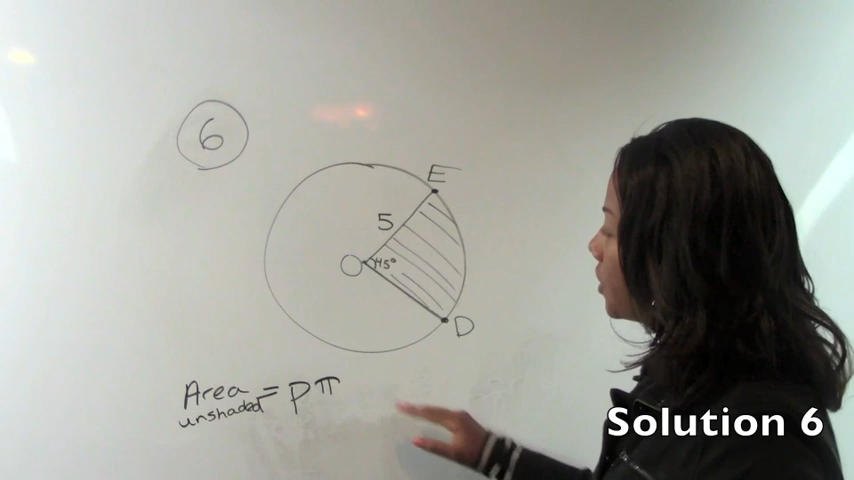 6
E
5
O 45°
D
Area = pπ
unshaded
Solution 6